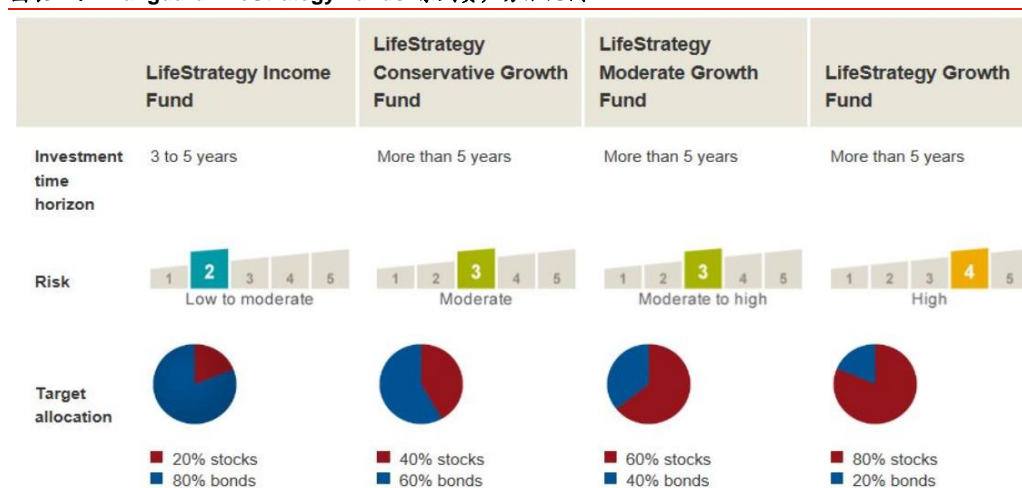 LifeStrategy Income
Fund
LifeStrategy
Conservative Growth
Fund
LifeStrategy
Moderate Growth
Fund
LifeStrategy Growth
Fund
Investment
time
horizon
3 to 5 years
More than 5 years
More than 5 years
More than 5 years
Risk
1 2 3 4 5
Low to moderate
1 2 3 4 5
Moderate
1 2 3 4 5
Moderate to high
1 2 3 4 5
High
Target
allocation
20% stocks
80% bonds
40% stocks
60% bonds
60% stocks
40% bonds
80% stocks
20% bonds